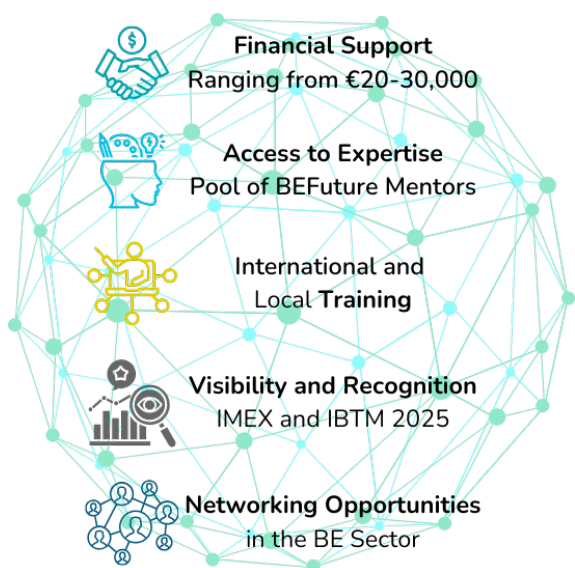 $
Financial Support
Ranging from €20-30,000
Access to Expertise
Pool of BEFuture Mentors
International and
Local Training
Visibility and Recognition
IMEX and IBTM 2025
Networking Opportunities
in the BE Sector